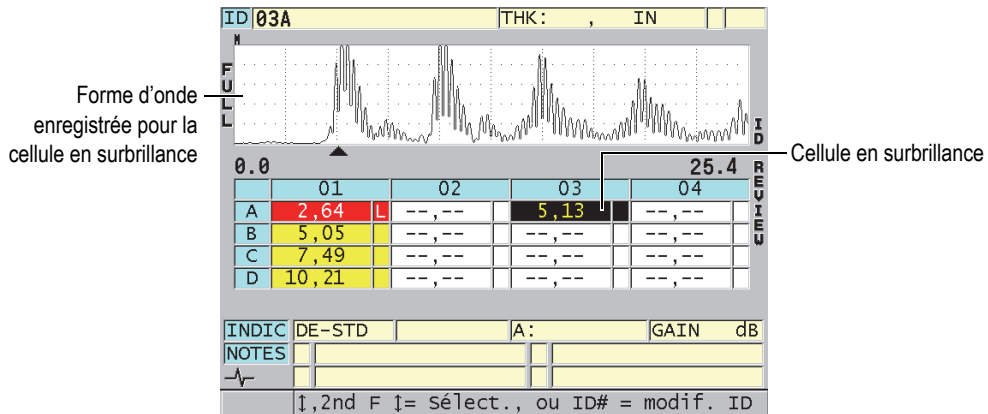 ID 03A THK: , IN
M
FULL
Forme d'onde
enregistrée pour la
cellule en surbrillance
ID REVIEW
Cellule en surbrillance
0.0 25.4
01 02 03 04
A 2,64 L --,-- 5,13 --,--
B 5,05 --,-- --,-- --,--
C 7,49 --,-- --,-- --,--
D 10,21 --,-- --,-- --,--
INDIC DE-STD A: GAIN dB
NOTES
↕,2nd F ↕= Sélect., ou ID# = modif. ID